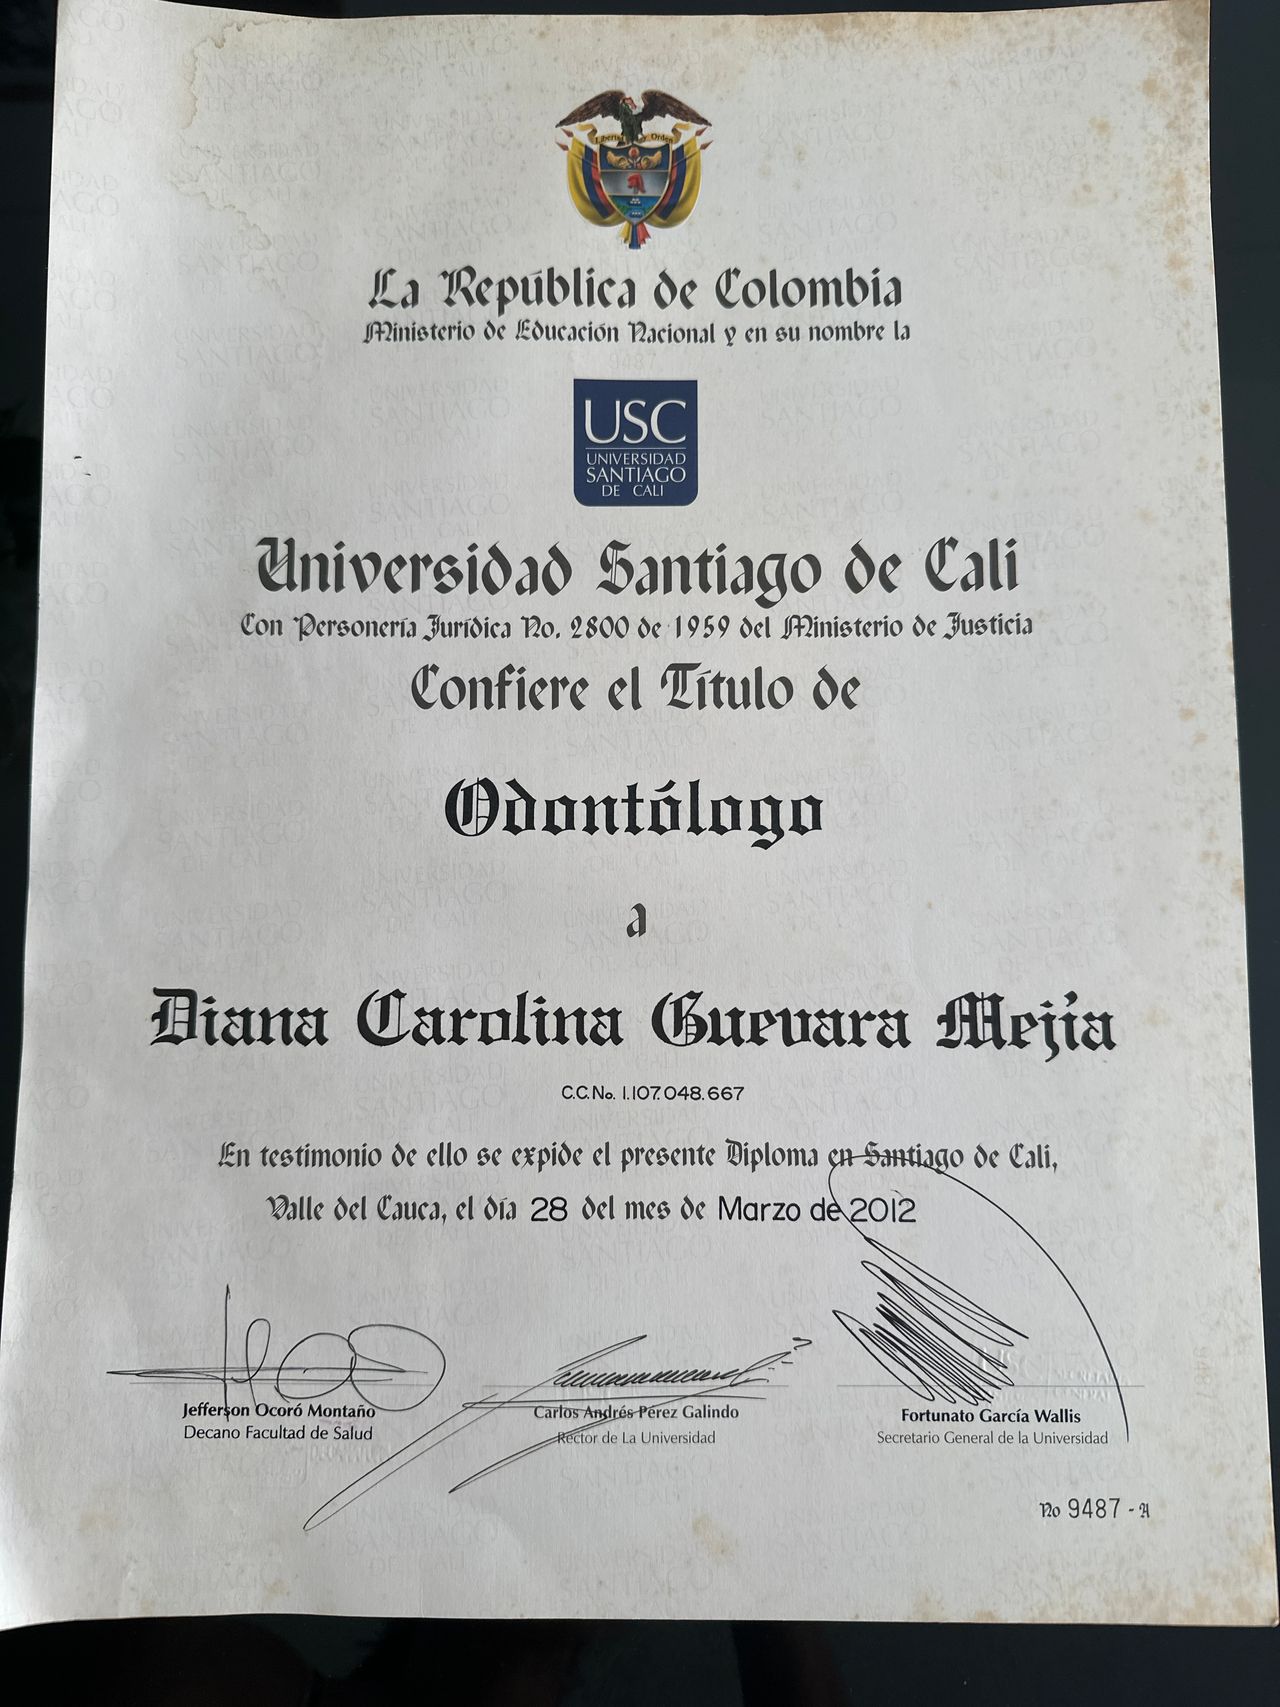 Libertad y Orden
La República de Colombia
Ministerio de Educación Nacional y en su nombre la
USC
UNIVERSIDAD
SANTIAGO
DE CALI
Universidad Santiago de Cali
Con Personería Jurídica No. 2800 de 1959 del Ministerio de Justicia
Confiere el Título de
Odontólogo
a
Diana Carolina Guevara Mejía
C.C.No. 1.107.048.667
En testimonio de ello se expide el presente Diploma en Santiago de Cali,
Valle del Cauca, el día 28 del mes de Marzo de 2012
Jefferson Ocoró Montaño
Decano Facultad de Salud
Carlos Andrés Pérez Galindo
Rector de La Universidad
Fortunato García Wallis
Secretario General de la Universidad
No 9487 - A